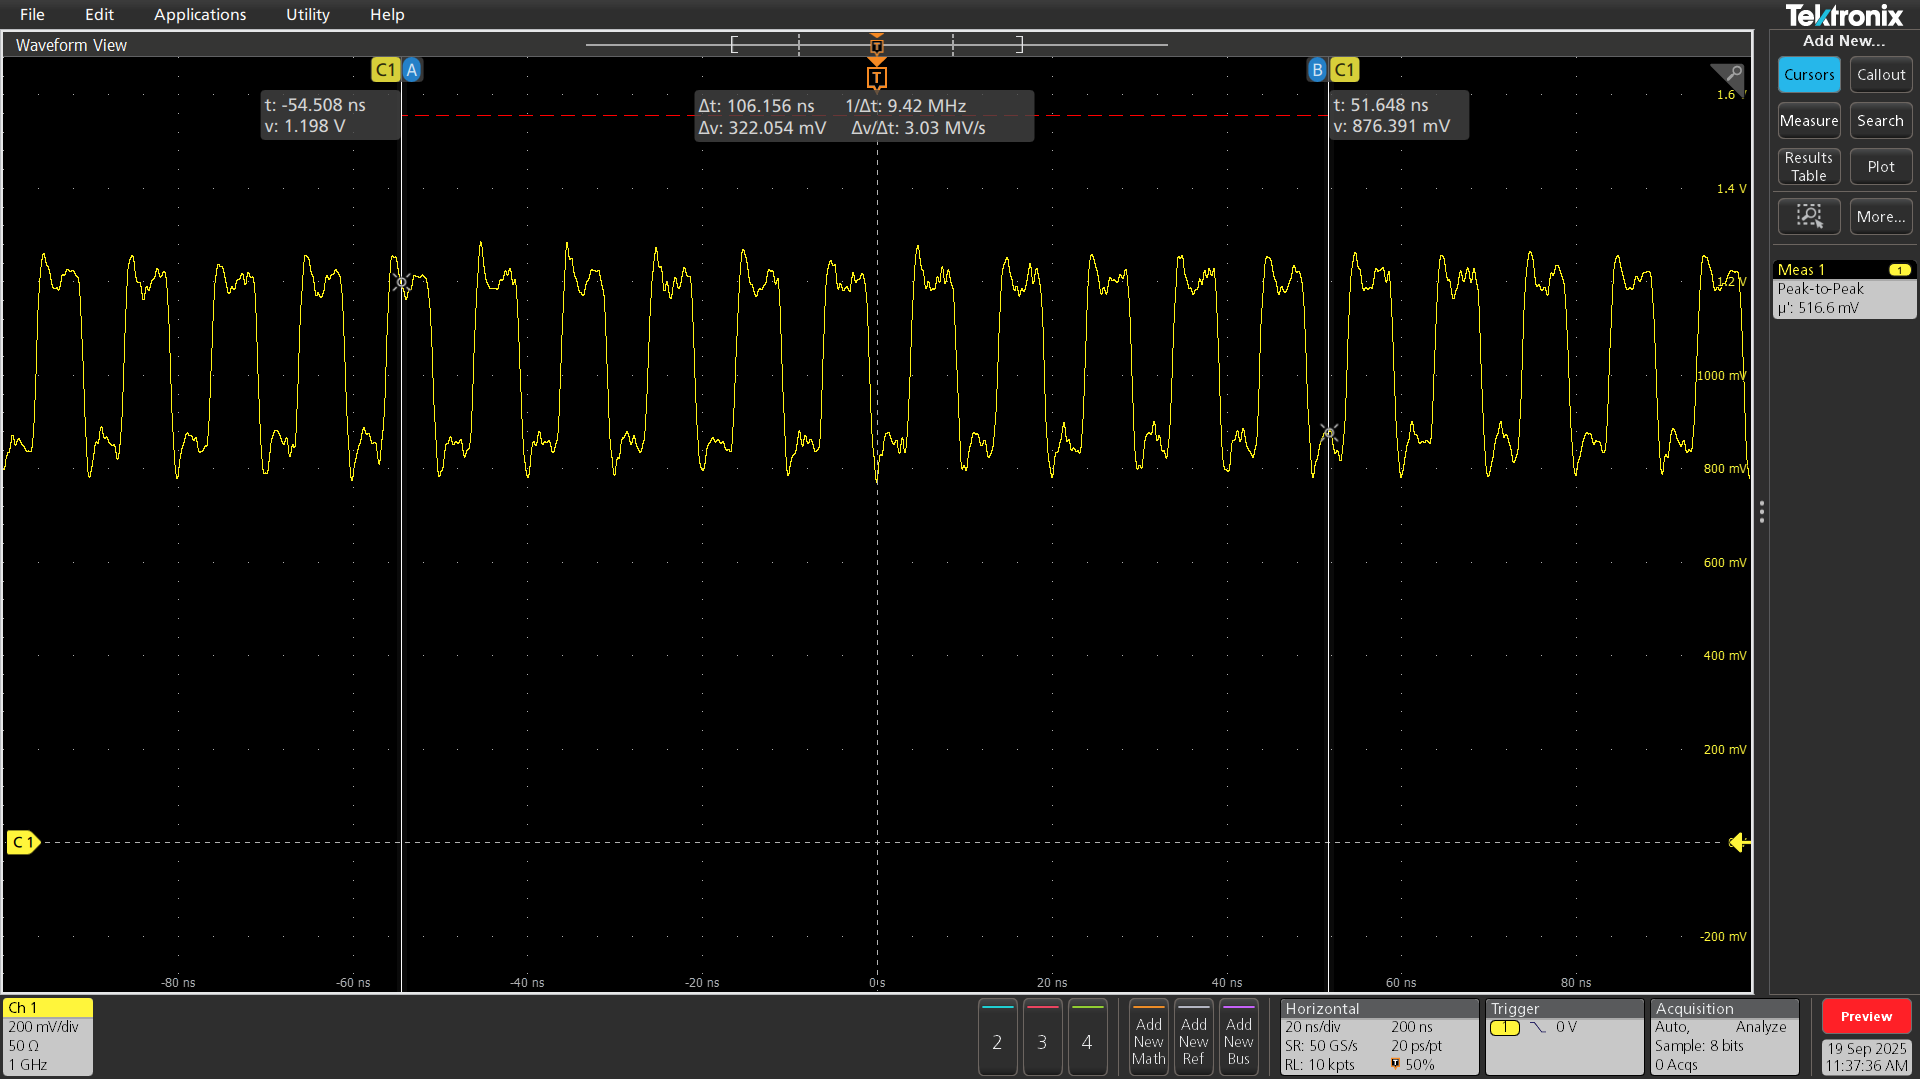 File Edit Applications Utility Help
Tektronix
Waveform View
Add New...
C1 A
B C1
T
T
Cursors Callout
t: -54.508 ns
v: 1.198 V
Δt: 106.156 ns 1/Δt: 9.42 MHz
Δv: 322.054 mV Δv/Δt: 3.03 MV/s
t: 51.648 ns
v: 876.391 mV
Measure Search
Results Table Plot
More...
Meas 1 1
Peak-to-Peak
µ': 516.6 mV
1.4 V
1.2 V
1000 mV
800 mV
600 mV
400 mV
200 mV
-200 mV
C 1
-80 ns -60 ns -40 ns -20 ns 0 s 20 ns 40 ns 60 ns 80 ns
Ch 1
200 mV/div
50 Ω
1 GHz
2 3 4
Add New Math
Add New Ref
Add New Bus
Horizontal
20 ns/div 200 ns
SR: 50 GS/s 20 ps/pt
RL: 10 kpts T 50%
Trigger
1 0 V
Acquisition
Auto, Analyze
Sample: 8 bits
0 Acqs
Preview
19 Sep 2025
11:37:36 AM